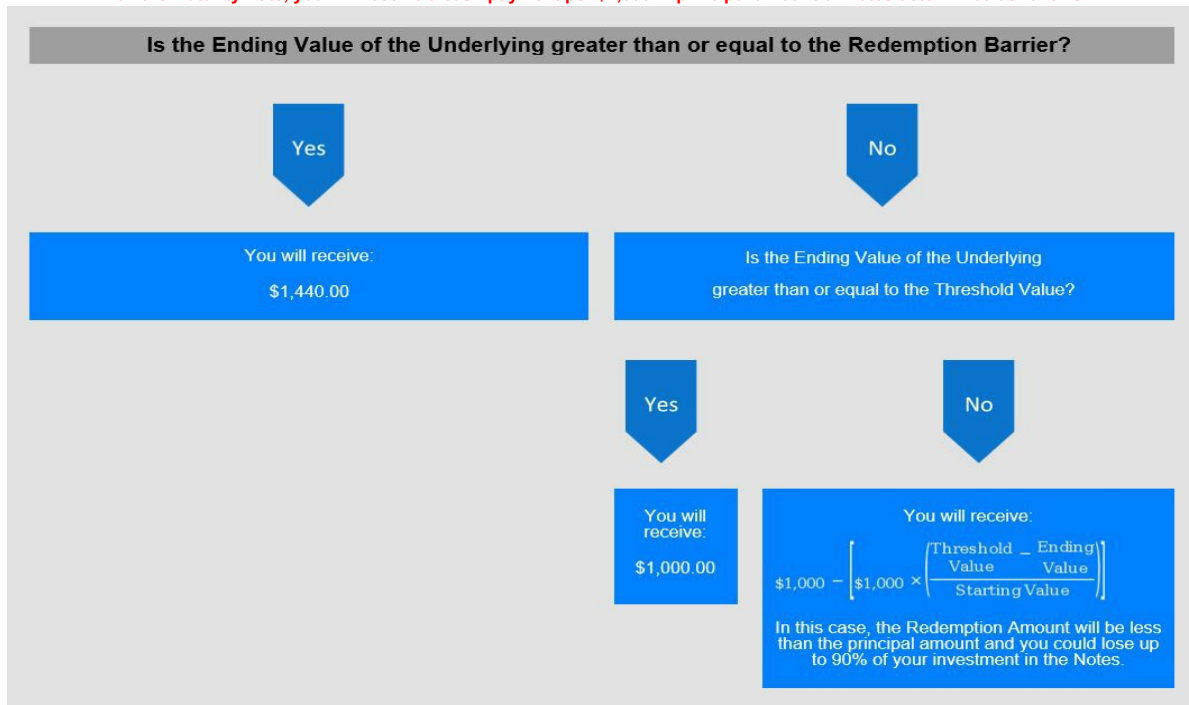 Is the Ending Value of the Underlying greater than or equal to the Redemption Barrier?
Yes
No
You will receive:
$1,440.00
Is the Ending Value of the Underlying
greater than or equal to the Threshold Value?
Yes
No
You will
receive:
$1,000.00
You will receive:
$1,000 − [$1,000 × (Threshold Value − Ending Value / Starting Value)]
In this case, the Redemption Amount will be less
than the principal amount and you could lose up
to 90% of your investment in the Notes.